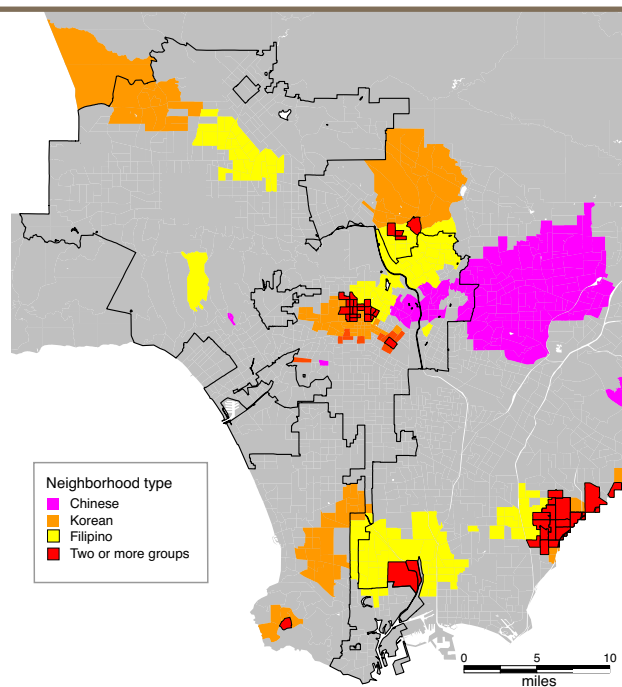 Neighborhood type
Chinese
Korean
Filipino
Two or more groups
0 5 10
miles